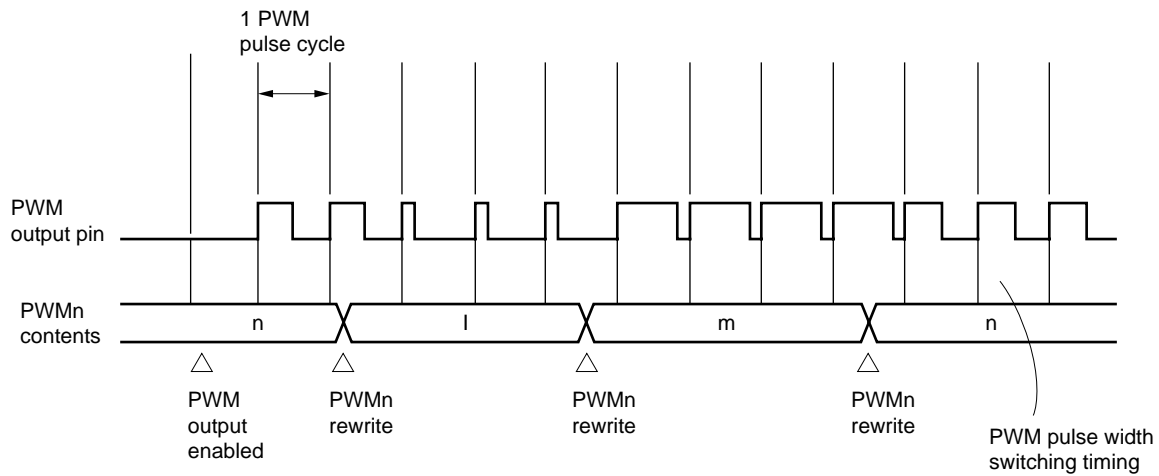 1 PWM
pulse cycle
PWM
output pin
PWMn
contents
n
l
m
n
PWM
output
enabled
PWMn
rewrite
PWMn
rewrite
PWMn
rewrite
PWM pulse width
switching timing